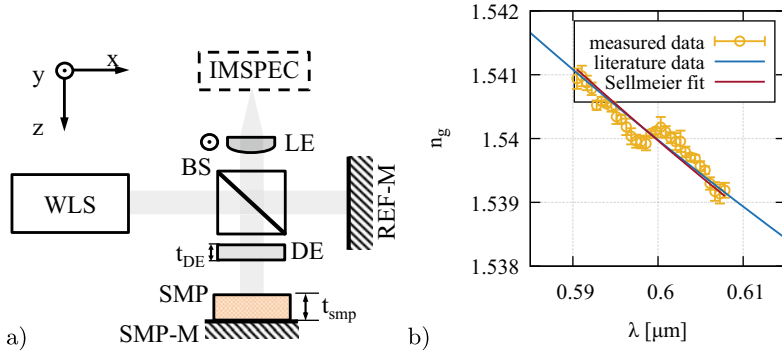 y
x
z
IMSPEC
LE
BS
WLS
REF-M
t_DE
DE
SMP
t_smp
SMP-M
a)
1.542
1.541
1.54
1.539
1.538
n_g
measured data
literature data
Sellmeier fit
0.59
0.6
0.61
λ [μm]
b)